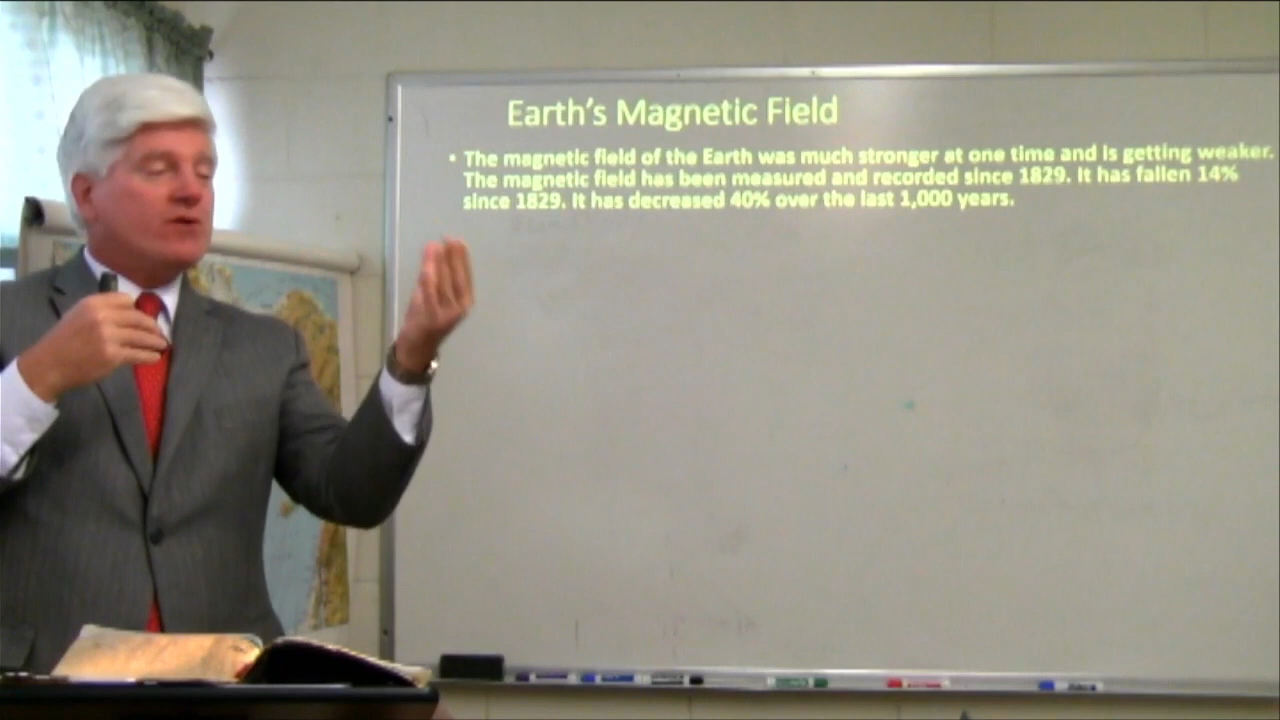 Earth's Magnetic Field
• The magnetic field of the Earth was much stronger at one time and is getting weaker.
The magnetic field has been measured and recorded since 1829. It has fallen 14%
since 1829. It has decreased 40% over the last 1,000 years.